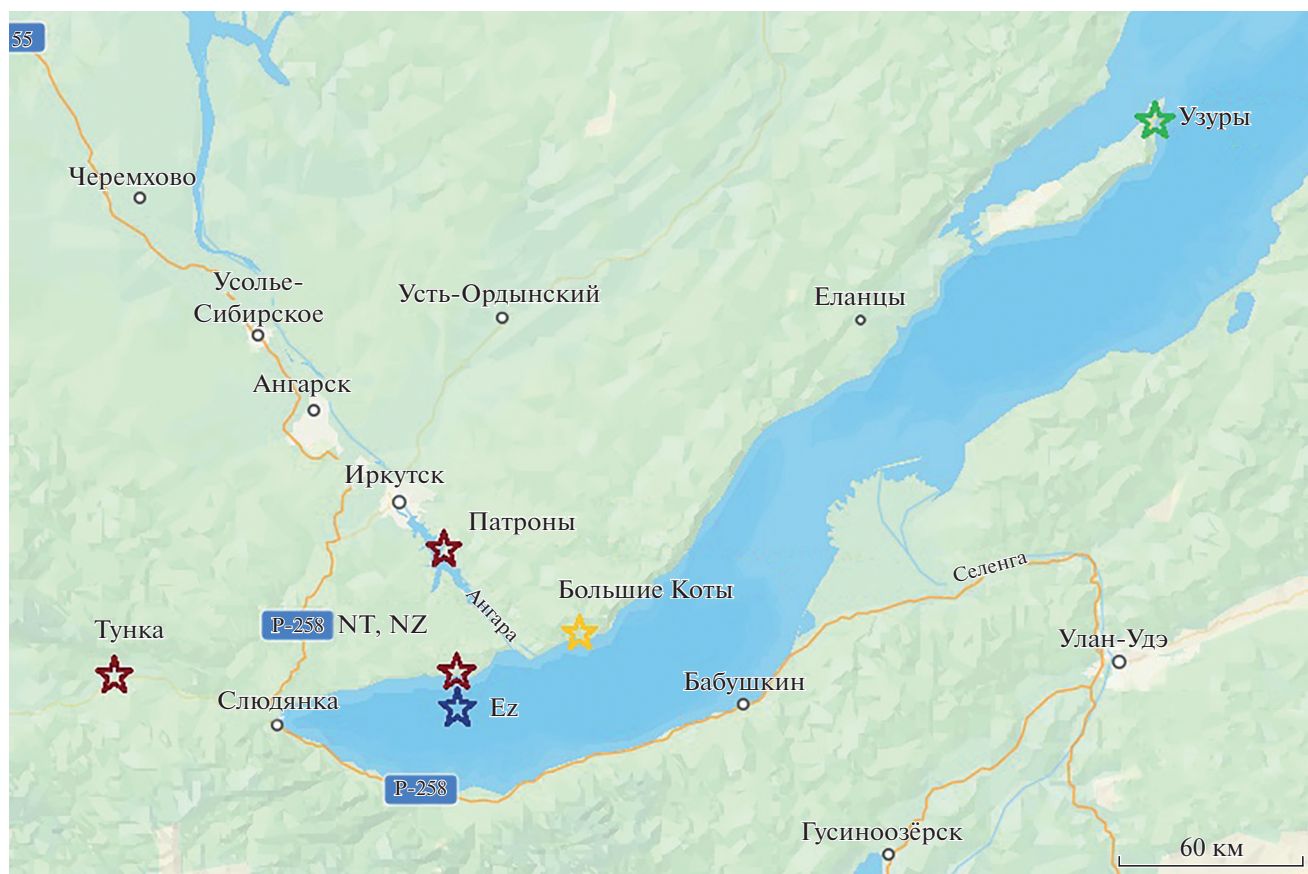 55
Узуры
Черемхово
Усолье-
Сибирское
Усть-Ордынский
Еланцы
Ангарск
Иркутск
Патроны
Селенга
Большие Коты
Ангара
Р-258
NT, NZ
Тунка
Улан-Удэ
Бабушкин
Слюдянка
Ez
Р-258
Гусиноозёрск
60 км